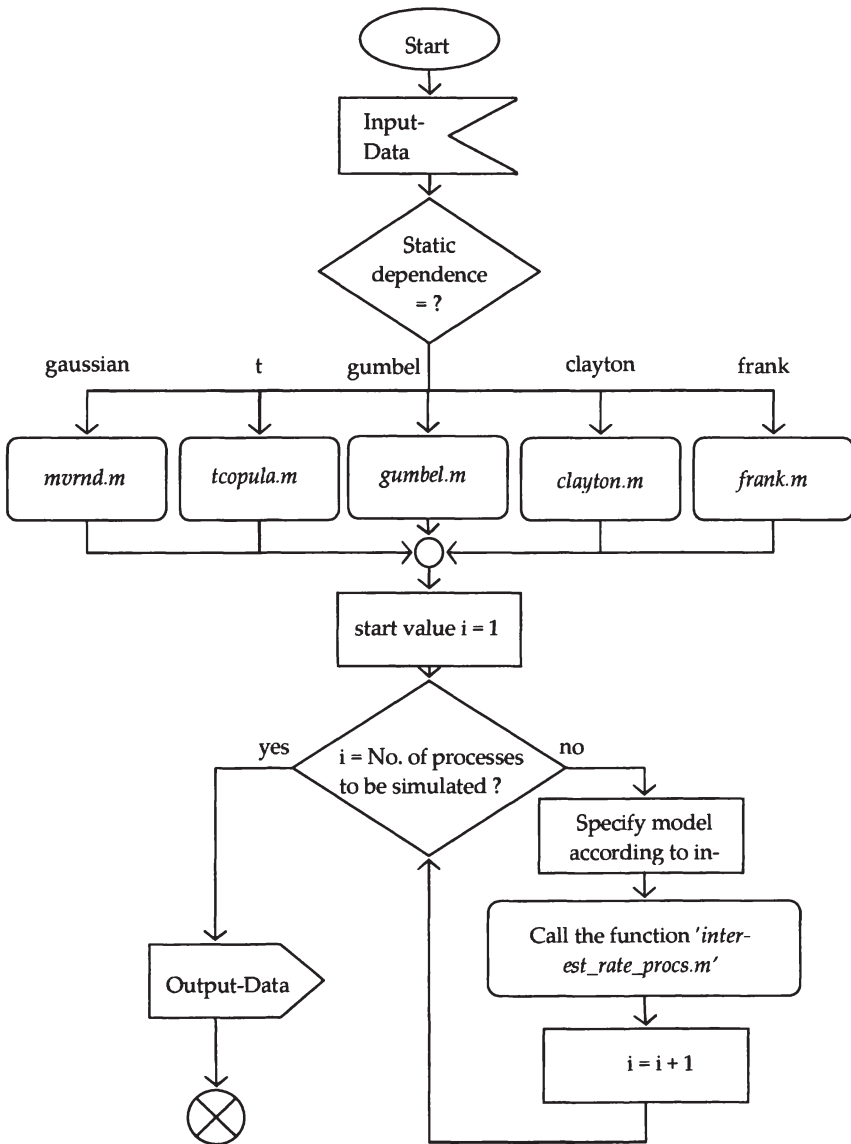 Start
Input-
Data
Static
dependence
= ?
gaussian
t
gumbel
clayton
frank
mvrnd.m
tcopula.m
gumbel.m
clayton.m
frank.m
start value i = 1
yes
i = No. of processes
to be simulated ?
no
Specify model
according to in-
Call the function 'inter-
est_rate_procs.m'
Output-Data
i = i + 1